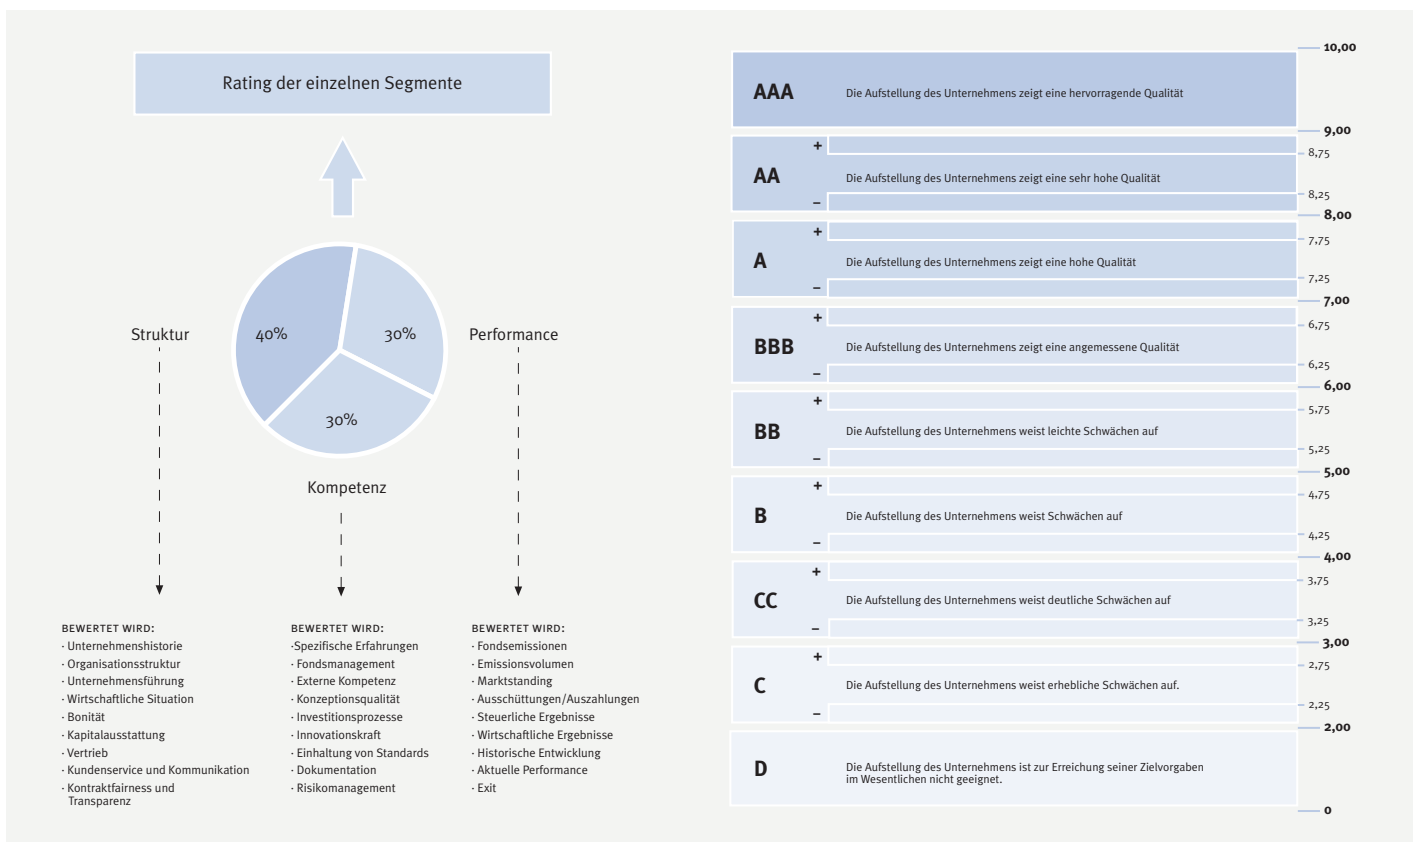 Rating der einzelnen Segmente
Struktur
40%
30%
Performance
30%
Kompetenz
BEWERTET WIRD:
· Unternehmenshistorie
· Organisationsstruktur
· Unternehmensführung
· Wirtschaftliche Situation
· Bonität
· Kapitalausstattung
· Vertrieb
· Kundenservice und Kommunikation
· Kontraktfairness und
Transparenz
BEWERTET WIRD:
·Spezifische Erfahrungen
· Fondsmanagement
· Externe Kompetenz
· Konzeptionsqualität
· Investitionsprozesse
· Innovationskraft
· Einhaltung von Standards
· Dokumentation
· Risikomanagement
BEWERTET WIRD:
· Fondsemissionen
· Emissionsvolumen
· Marktstanding
· Ausschüttungen/Auszahlungen
· Steuerliche Ergebnisse
· Wirtschaftliche Ergebnisse
· Historische Entwicklung
· Aktuelle Performance
· Exit
10,00
AAA Die Aufstellung des Unternehmens zeigt eine hervorragende Qualität
9,00
+
8,75
AA Die Aufstellung des Unternehmens zeigt eine sehr hohe Qualität
8,25
–
8,00
+
7,75
A Die Aufstellung des Unternehmens zeigt eine hohe Qualität
7,25
–
7,00
+
6,75
BBB Die Aufstellung des Unternehmens zeigt eine angemessene Qualität
6,25
–
6,00
+
5,75
BB Die Aufstellung des Unternehmens weist leichte Schwächen auf
5,25
–
5,00
+
4,75
B Die Aufstellung des Unternehmens weist Schwächen auf
4,25
–
4,00
+
3,75
CC Die Aufstellung des Unternehmens weist deutliche Schwächen auf
3,25
–
3,00
+
2,75
C Die Aufstellung des Unternehmens weist erhebliche Schwächen auf.
2,25
–
2,00
D Die Aufstellung des Unternehmens ist zur Erreichung seiner Zielvorgaben
im Wesentlichen nicht geeignet.
0